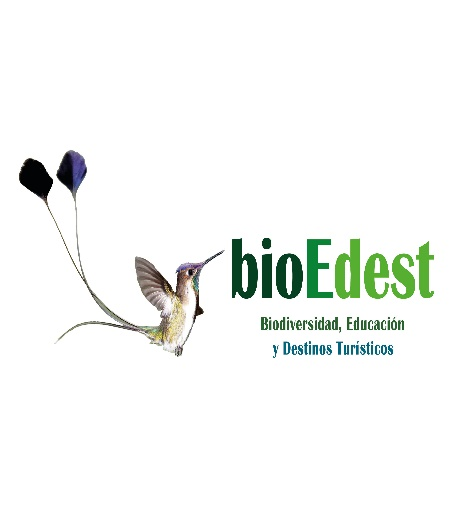 bioEdest
Biodiversidad, Educación
y Destinos Turísticos